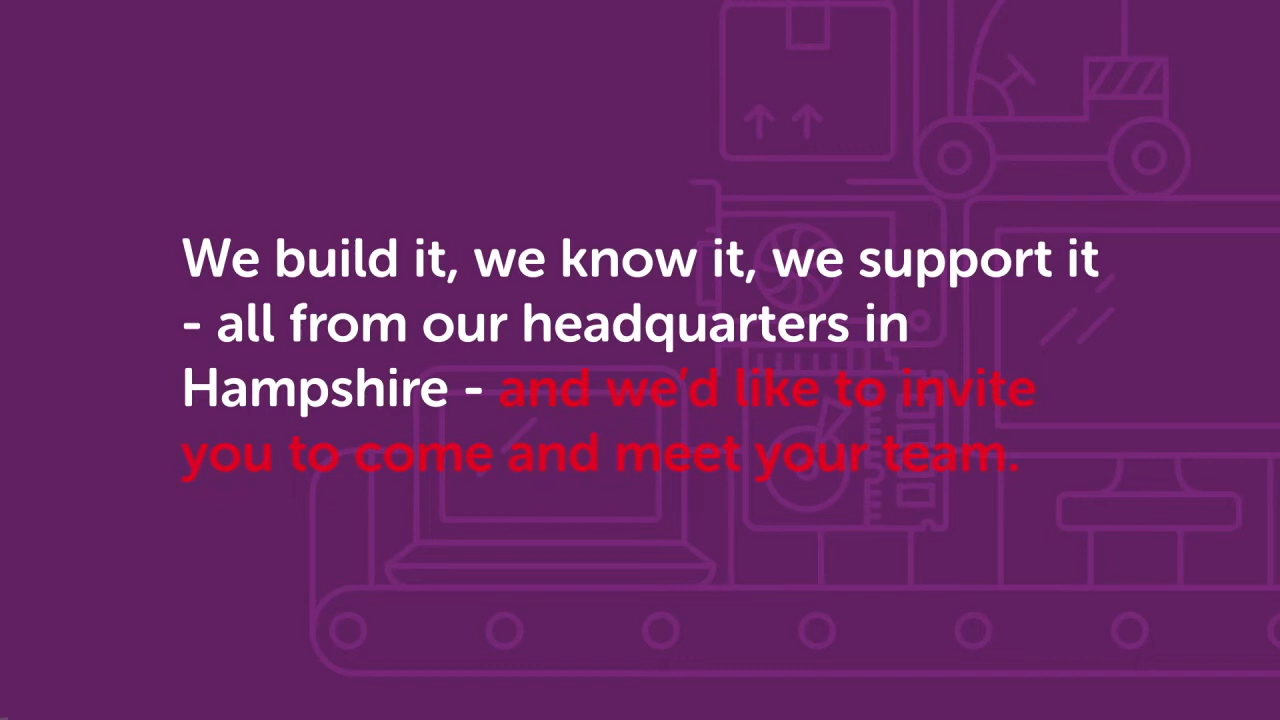 We build it, we know it, we support it
- all from our headquarters in
Hampshire - and we’d like to invite
you to come and meet your team.